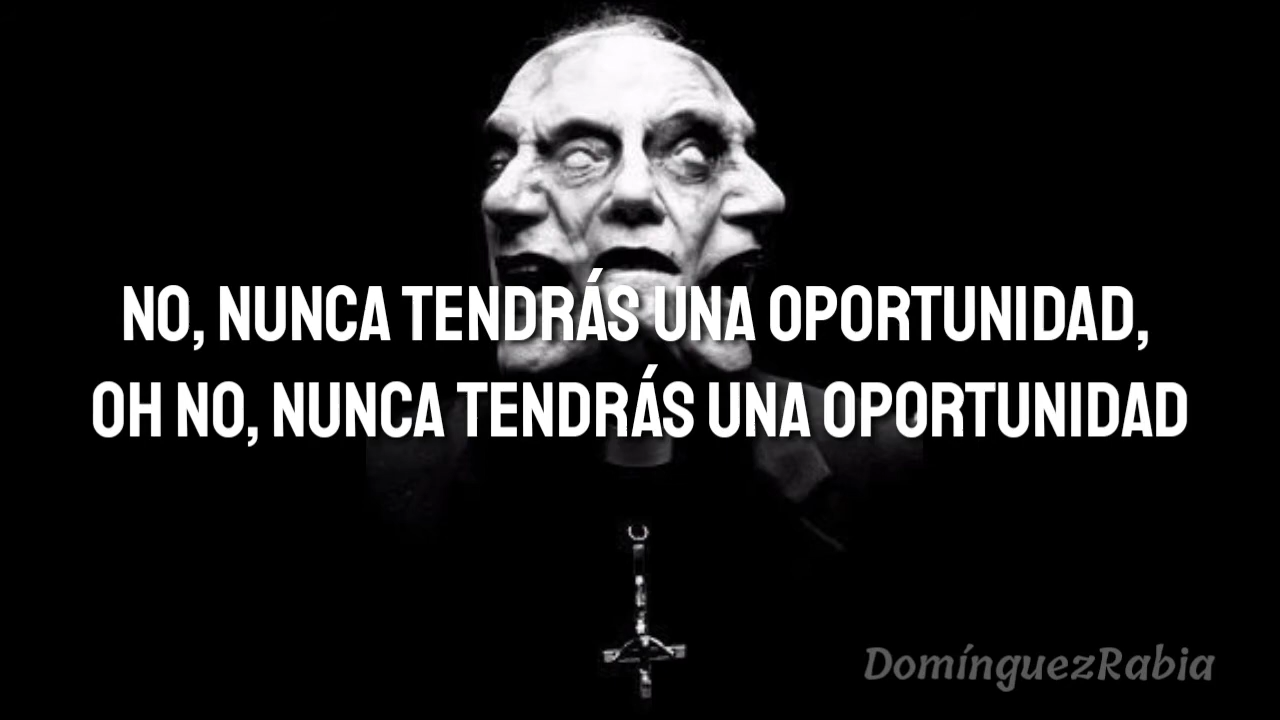 NO, NUNCA TENDRÁS UNA OPORTUNIDAD,
OH NO, NUNCA TENDRÁS UNA OPORTUNIDAD
DomínguezRabia